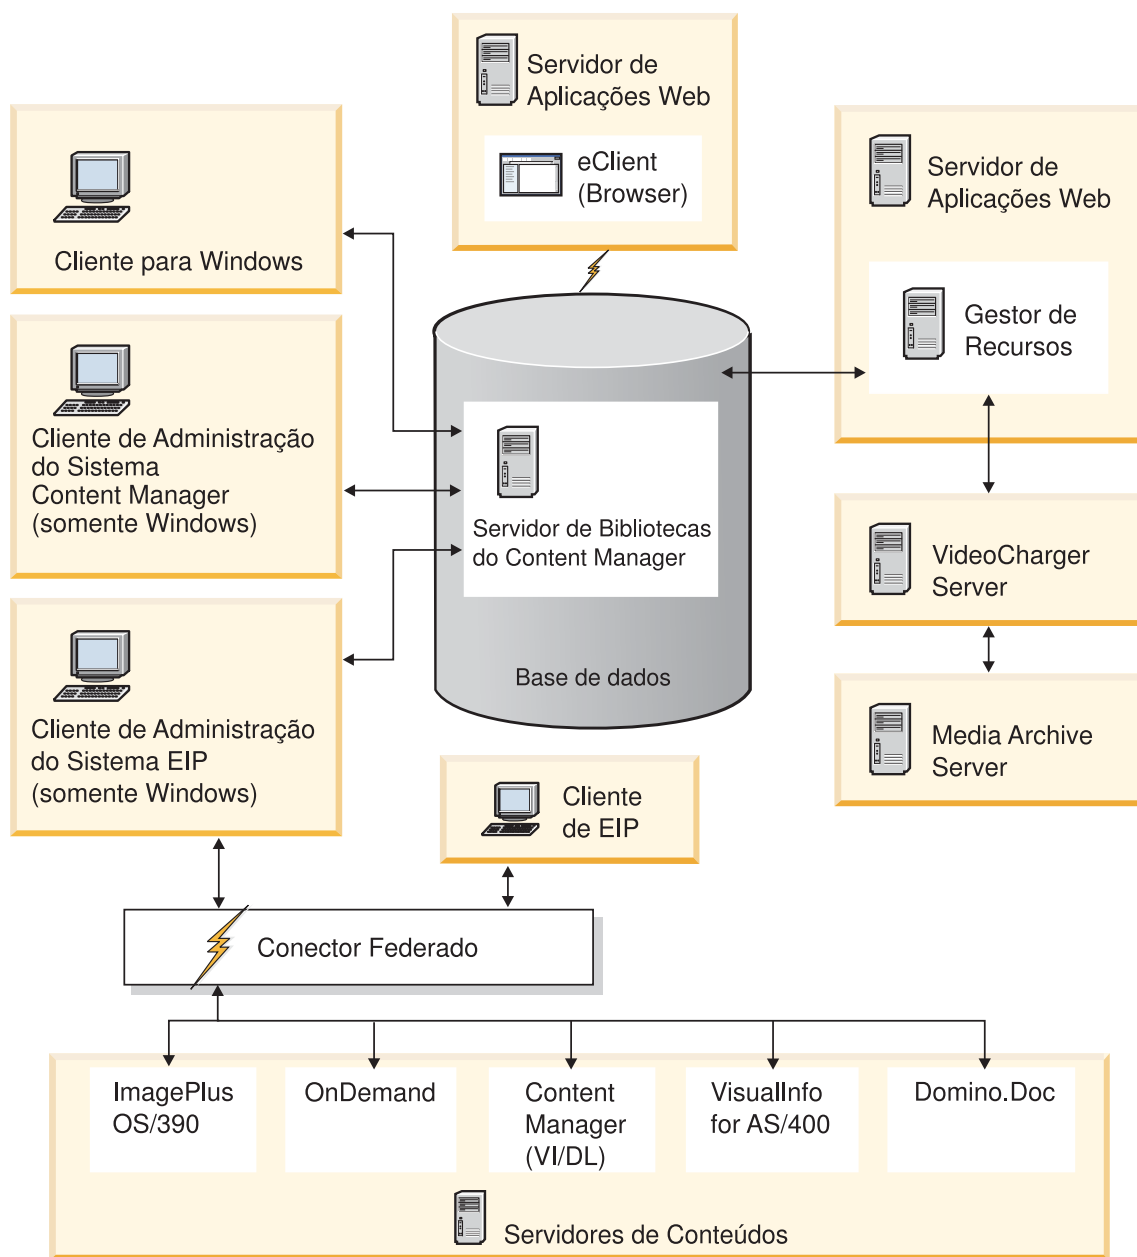 Servidor de
Aplicações Web
eClient
(Browser)
Cliente para Windows
Servidor de
Aplicações Web
Gestor de
Recursos
Cliente de Administração
do Sistema
Content Manager
(somente Windows)
Servidor de Bibliotecas
do Content Manager
VideoCharger
Server
Base de dados
Cliente de Administração
do Sistema EIP
(somente Windows)
Media Archive
Server
Cliente
de EIP
Conector Federado
ImagePlus
OS/390
OnDemand
Content
Manager
(VI/DL)
VisualInfo
for AS/400
Domino.Doc
Servidores de Conteúdos